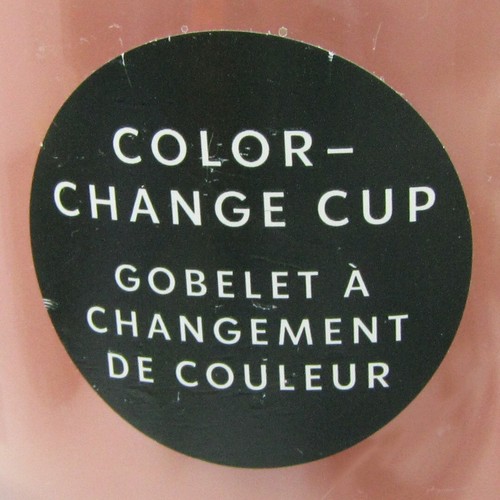 COLOR–
CHANGE CUP
GOBELET À
CHANGEMENT
DE COULEUR